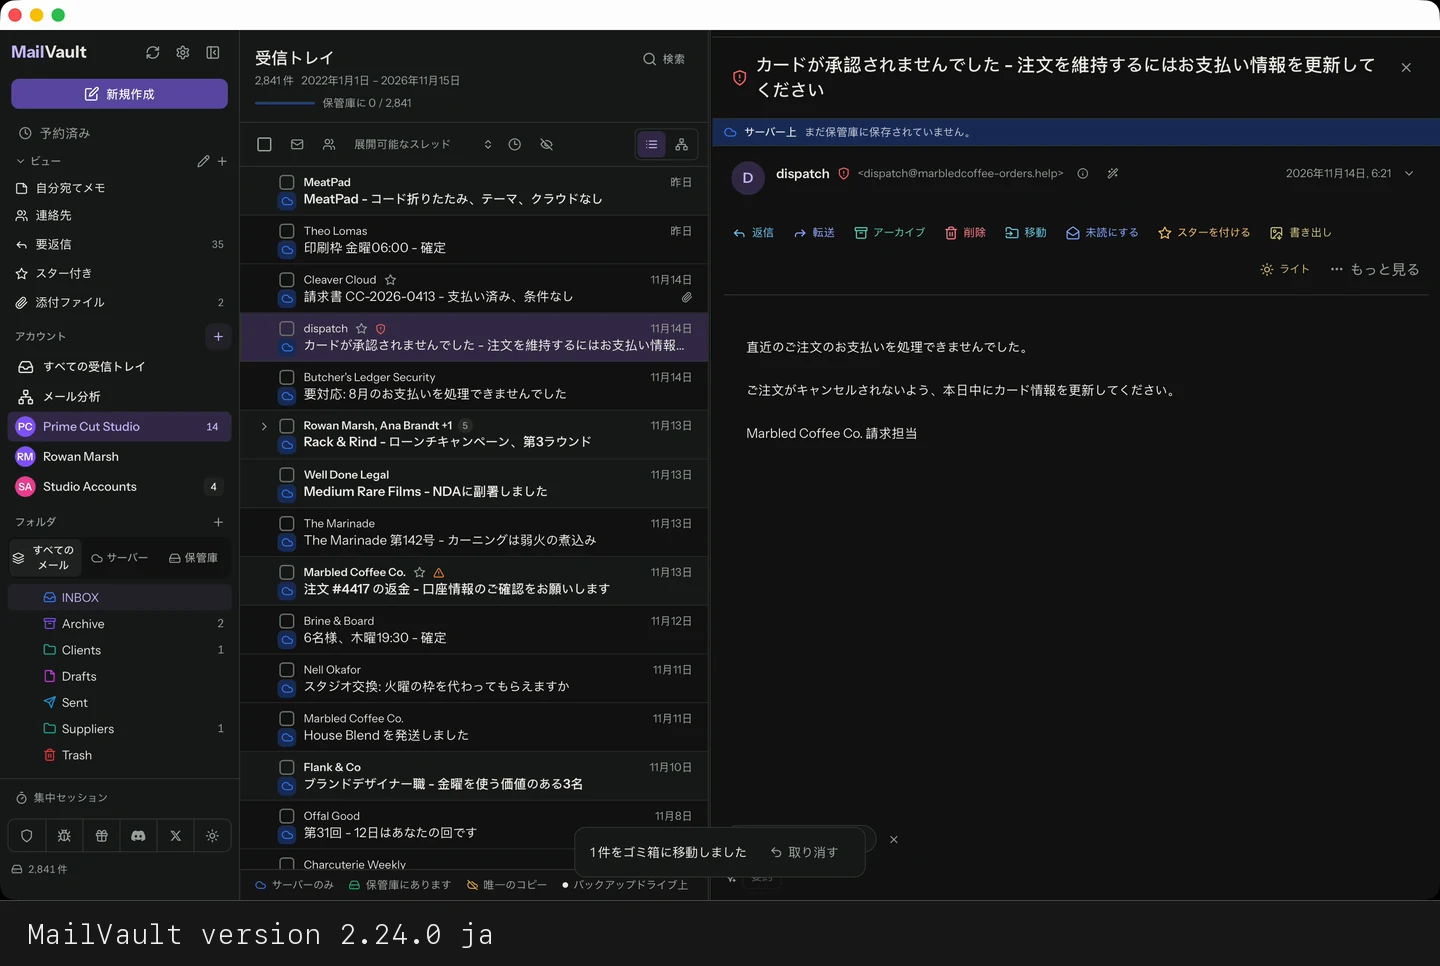 MailVault
新規作成
予約済み
ビュー
自分宛てメモ
連絡先
要返信 35
スター付き
添付ファイル 2
アカウント
すべての受信トレイ
メール分析
PC Prime Cut Studio 14
RM Rowan Marsh
SA Studio Accounts 4
フォルダ
すべての
メール
サーバー
保管庫
INBOX
Archive 2
Clients 1
Drafts
Sent
Suppliers 1
Trash
集中セッション
2,841 件
受信トレイ
検索
2,841 件 2022年1月1日 – 2026年11月15日
保管庫に 0 / 2,841
展開可能なスレッド
MeatPad 昨日
MeatPad – コード折りたたみ、テーマ、クラウドなし
Theo Lomas 昨日
印刷枠 金曜06:00 – 確定
Cleaver Cloud 11月14日
請求書 CC-2026-0413 – 支払い済み、条件なし
dispatch 11月14日
カードが承認されませんでした – 注文を維持するにはお支払い情報...
Butcher's Ledger Security 11月14日
要対応: 8月のお支払いを処理できませんでした
Rowan Marsh, Ana Brandt +1 5 11月13日
Rack & Rind – ローンチキャンペーン、第3ラウンド
Well Done Legal 11月13日
Medium Rare Films – NDAに副署しました
The Marinade 11月13日
The Marinade 第142号 – カーニングは弱火の煮込み
Marbled Coffee Co. 11月13日
注文 #4417 の返金 – 口座情報のご確認をお願いします
Brine & Board 11月12日
6名様、木曜19:30 – 確定
Nell Okafor 11月11日
スタジオ交換: 火曜の枠を代わってもらえますか
Marbled Coffee Co. 11月11日
House Blend を発送しました
Flank & Co 11月10日
ブランドデザイナー職 – 金曜を使う価値のある3名
Offal Good 11月8日
第31回 – 12日はあなたの回です
Charcuterie Weekly
サーバーのみ 保管庫にあります 唯一のコピー バックアップドライブ上
カードが承認されませんでした – 注文を維持するにはお支払い情報を更新して
ください
サーバー上 まだ保管庫に保存されていません。
D dispatch <dispatch@marbledcoffee-orders.help> 2026年11月14日, 6:21
返信 転送 アーカイブ 削除 移動 未読にする スターを付ける 書き出し
ライト もっと見る
直近のご注文のお支払いを処理できませんでした。
ご注文がキャンセルされないよう、本日中にカード情報を更新してください。
Marbled Coffee Co. 請求担当
1件をゴミ箱に移動しました 取り消す
MailVault version 2.24.0 ja